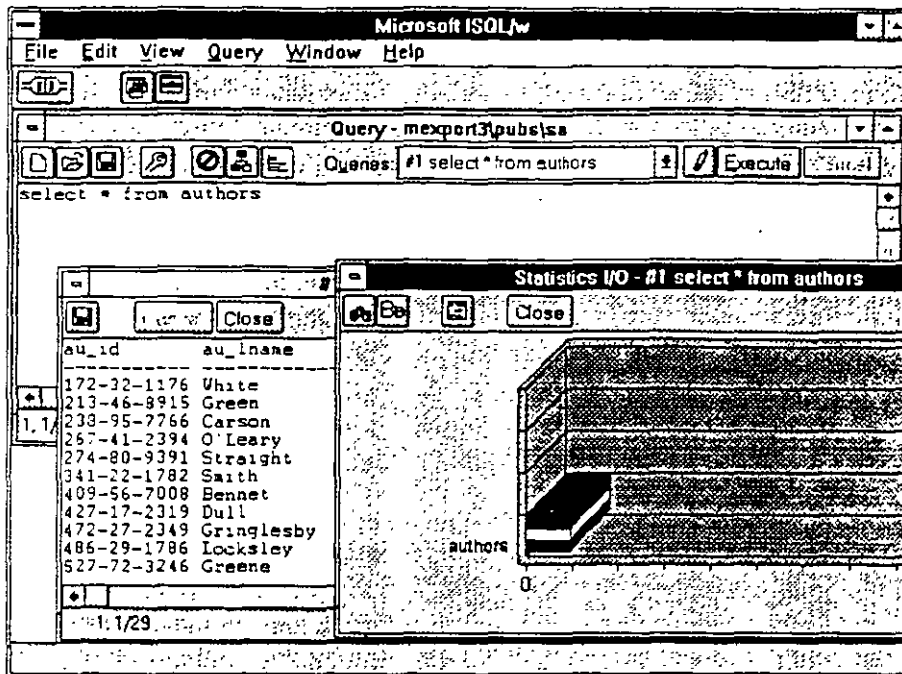 Microsoft ISQL/w
File Edit View Query Window Help
Query - mexport3\pubs\sa
Queries: #1 select * from authors Execute
select * from authors
#
Close
au_id au_lname
172-32-1176 White
213-46-8915 Green
238-95-7766 Carson
267-41-2394 O'Leary
274-80-9391 Straight
341-22-1782 Smith
409-56-7008 Bennet
427-17-2319 Dull
472-27-2349 Gringlesby
486-29-1786 Locksley
527-72-3246 Greene
1, 1/29
1, 1/
Statistics I/O - #1 select * from authors
Close
authors
0